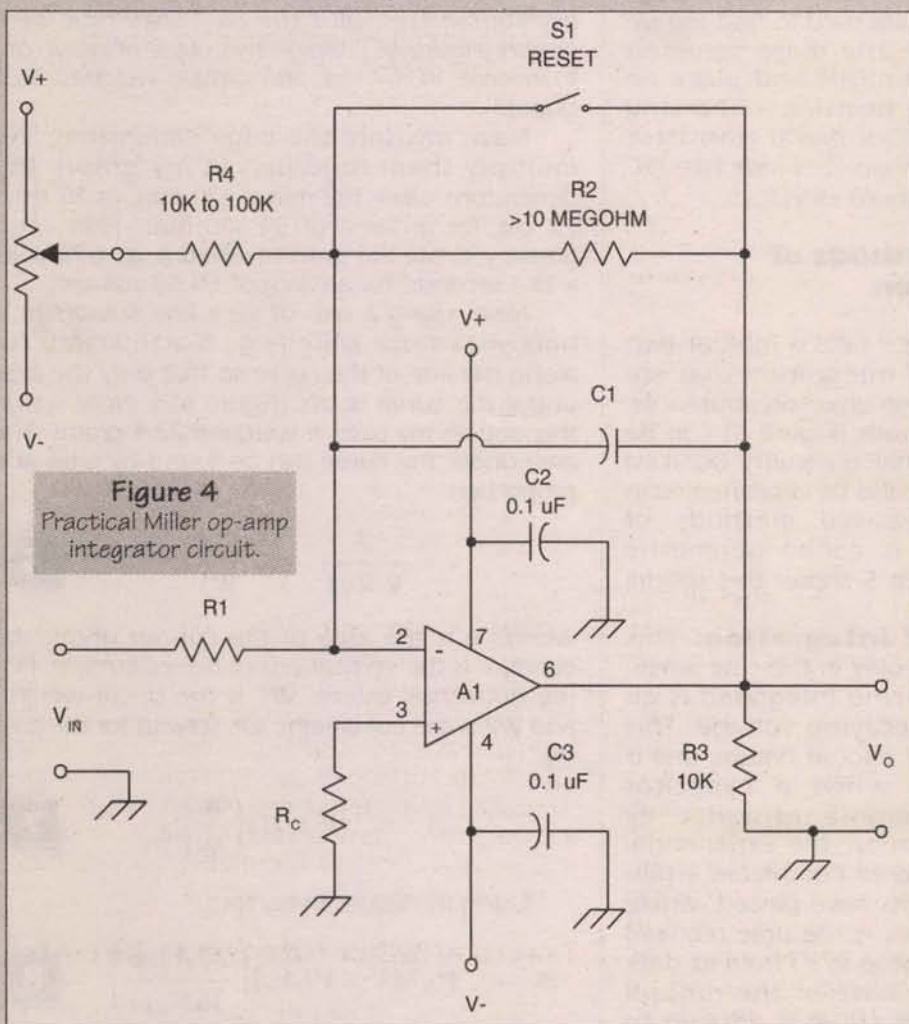 S1
RESET
V+
R4
10K to 100K
R2
>10 MEGOHM
V-
V+
C1
C2
0.1 uF
Figure 4
Practical Miller op-amp
integrator circuit.
R1
2
-
7
6
A1
3
+
4
V_IN
C3
0.1 uF
R3
10K
V_O
R_C
V-